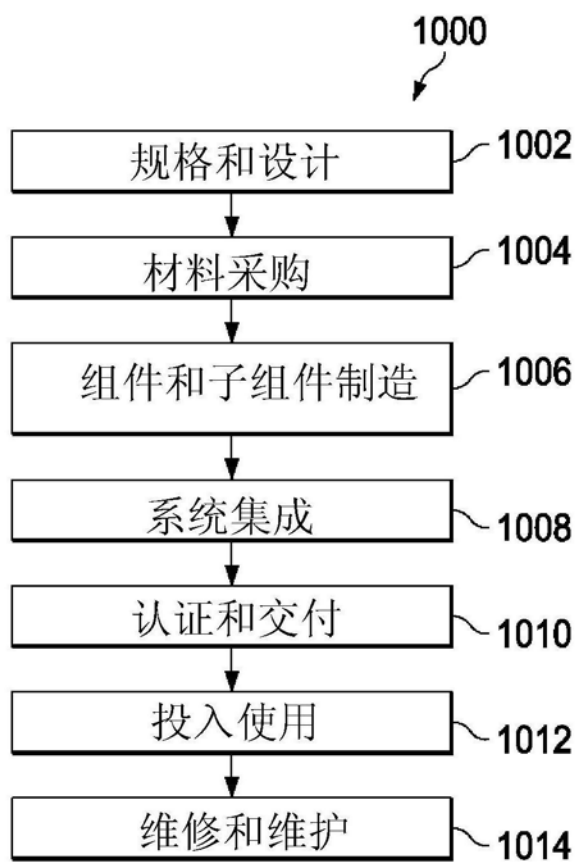 1000
规格和设计 1002
材料采购 1004
组件和子组件制造 1006
系统集成 1008
认证和交付 1010
投入使用 1012
维修和维护 1014